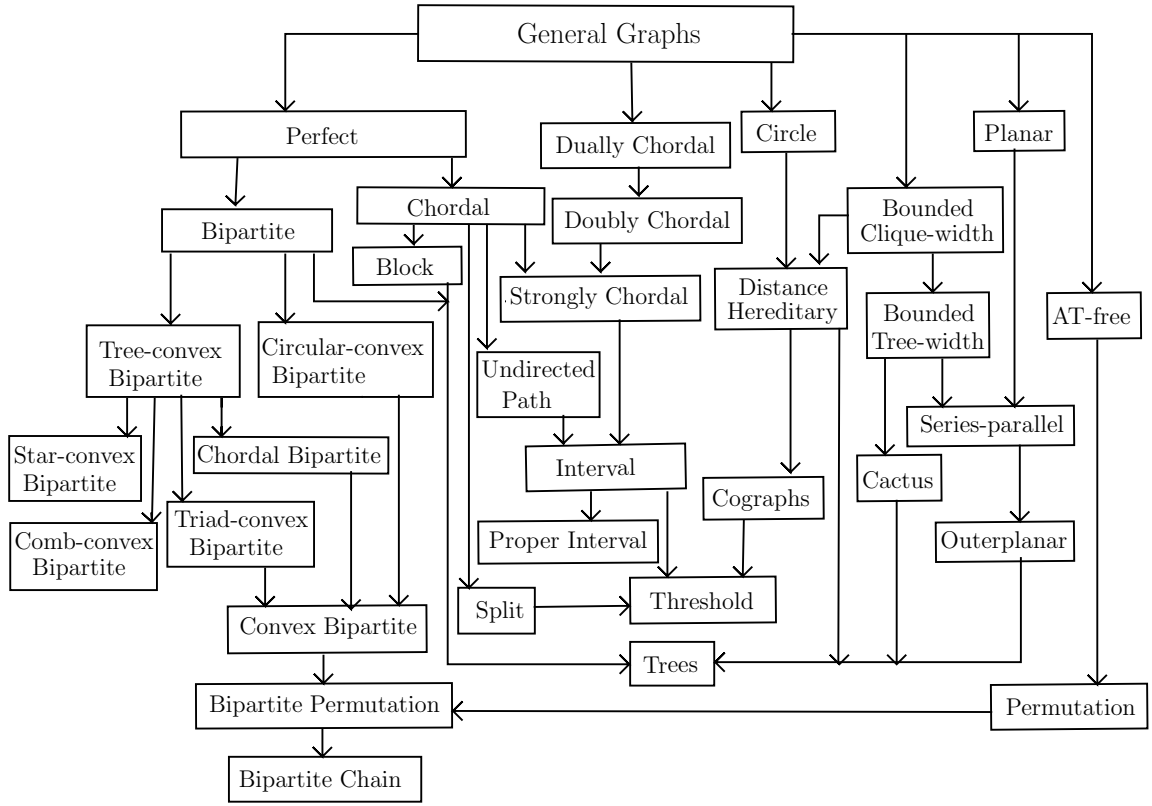 General Graphs
Perfect
Dually Chordal
Circle
Planar
Chordal
Doubly Chordal
Bounded
Clique-width
Bipartite
Block
Strongly Chordal
Distance
Hereditary
Bounded
Tree-width
AT-free
Tree-convex
Bipartite
Circular-convex
Bipartite
Undirected
Path
Series-parallel
Star-convex
Bipartite
Chordal Bipartite
Interval
Cactus
Cographs
Triad-convex
Bipartite
Comb-convex
Bipartite
Proper Interval
Outerplanar
Split
Threshold
Convex Bipartite
Trees
Bipartite Permutation
Permutation
Bipartite Chain